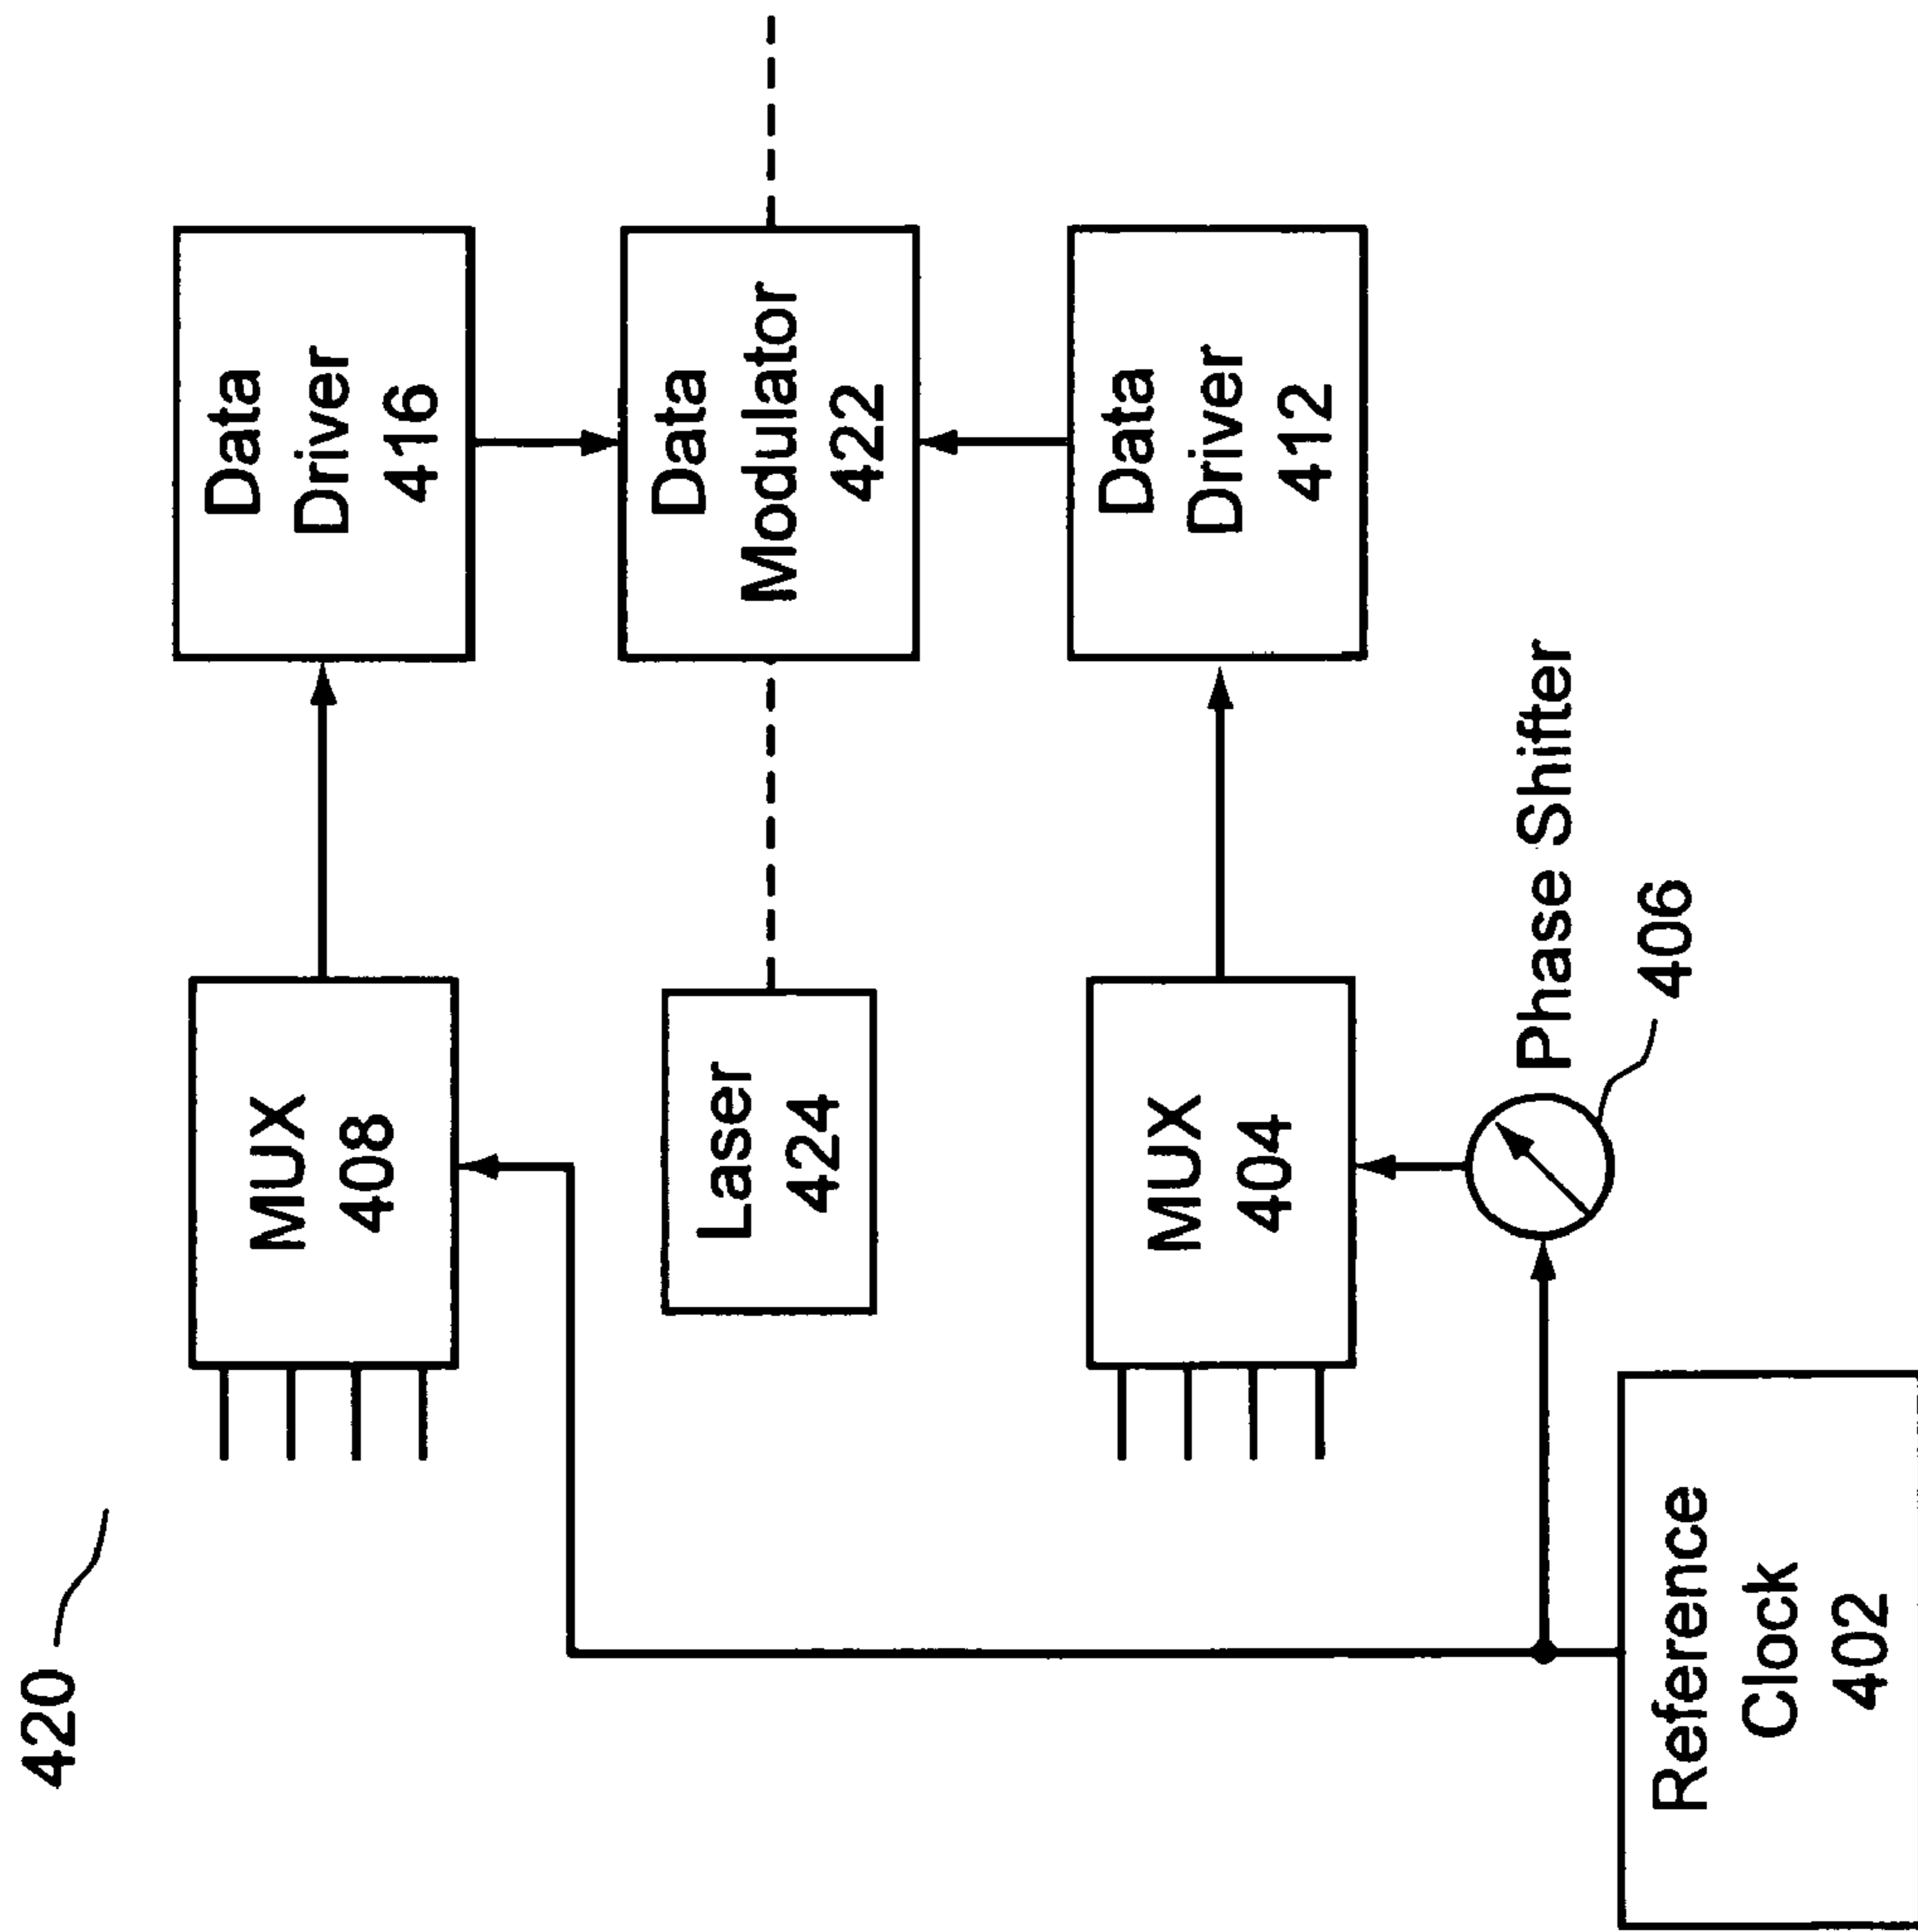 420
MUX
408
Data
Driver
416
Laser
424
Data
Modulator
422
MUX
404
Data
Driver
412
Phase Shifter
406
Reference
Clock
402